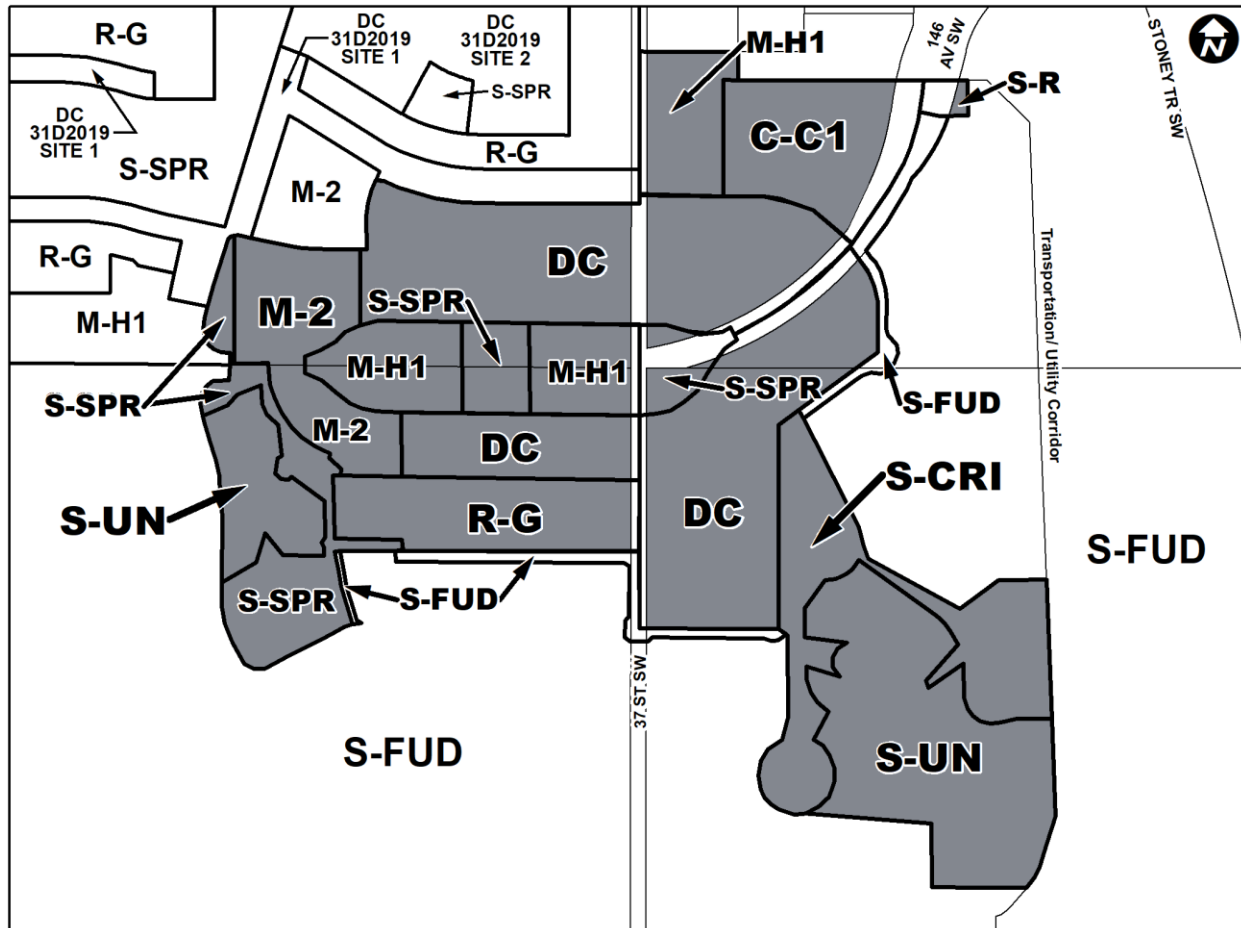 R-G
DC
31D2019
SITE 1
DC
31D2019
SITE 2
S-SPR
M-H1
146
AV SW
STONEY TR SW
N
S-R
DC
31D2019
SITE 1
S-SPR
R-G
C-C1
M-2
R-G
M-H1
DC
M-2
S-SPR
M-H1
M-H1
S-SPR
S-SPR
S-FUD
Transportation/ Utility Corridor
M-2
DC
S-UN
R-G
DC
S-CRI
S-FUD
S-SPR
S-FUD
37 ST SW
S-FUD
S-UN